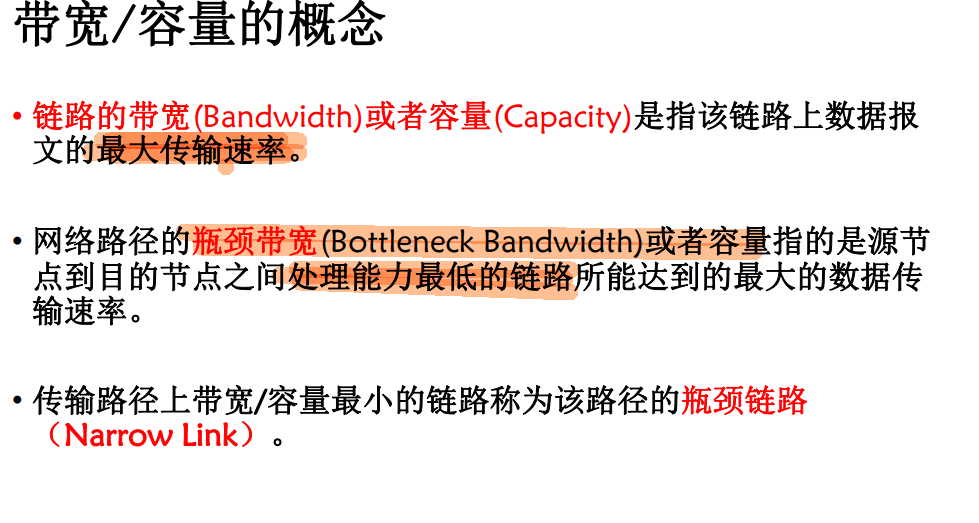 带宽/容量的概念
• 链路的带宽(Bandwidth)或者容量(Capacity)是指该链路上数据报
文的最大传输速率。
• 网络路径的瓶颈带宽(Bottleneck Bandwidth)或者容量指的是源节
点到目的节点之间处理能力最低的链路所能达到的最大的数据传
输速率。
• 传输路径上带宽/容量最小的链路称为该路径的瓶颈链路
（Narrow Link）。